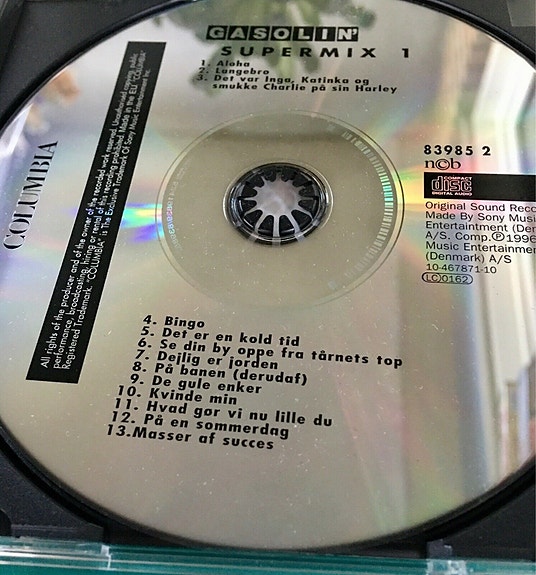 GASOLIN'
SUPERMIX 1
1. Aloha
2. Langebro
3. Det var Inga, Katinka og
smukke Charlie på sin Harley
COLUMBIA
All rights of the producer and of the owner of the recorded work reserved. Unauthorised copying, public
performance, broadcasting, hiring or rental of this recording prohibited. Made in the EU. "COLUMBIA"
Registered Trademark. "COLUMBIA" is The Exclusive Trademark Of Sony Music Entertainment Inc.
83985 2
n©b
COMPACT
disc
DIGITAL AUDIO
Original Sound Reco
Made By Sony Musi
Entertaintment (Den
A/S. Comp. ℗ 1996
Music Entertainmen
(Denmark) A/S
10-467871-10
LC0162
4. Bingo
5. Det er en kold tid
6. Se din by oppe fra tårnets top
7. Dejlig er jorden
8. På banen (derudaf)
9. De gule enker
10. Kvinde min
11. Hvad gør vi nu lille du
12. På en sommerdag
13.Masser af succes